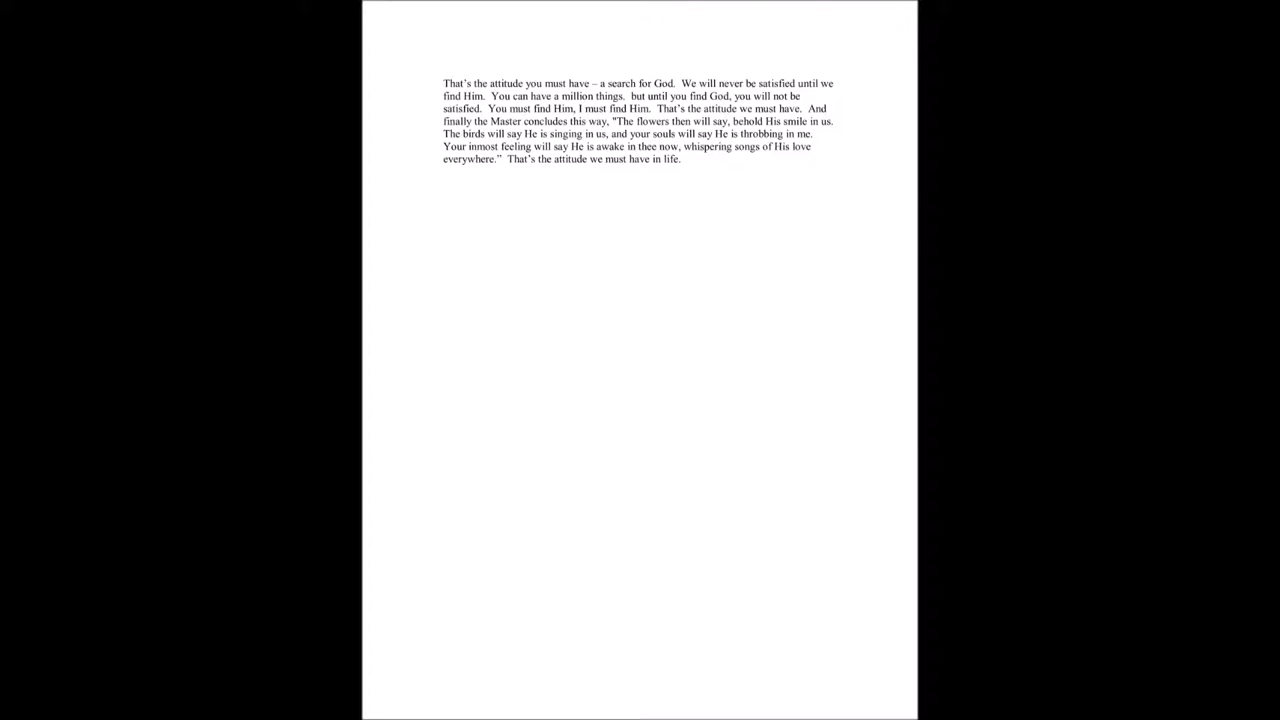 That’s the attitude you must have – a search for God.  We will never be satisfied until we
find Him.  You can have a million things,  but until you find God, you will not be
satisfied.  You must find Him, I must find Him.  That’s the attitude we must have.  And
finally the Master concludes this way, "The flowers then will say, behold His smile in us.
The birds will say He is singing in us, and your souls will say He is throbbing in me.
Your inmost feeling will say He is awake in thee now, whispering songs of His love
everywhere.”  That’s the attitude we must have in life.